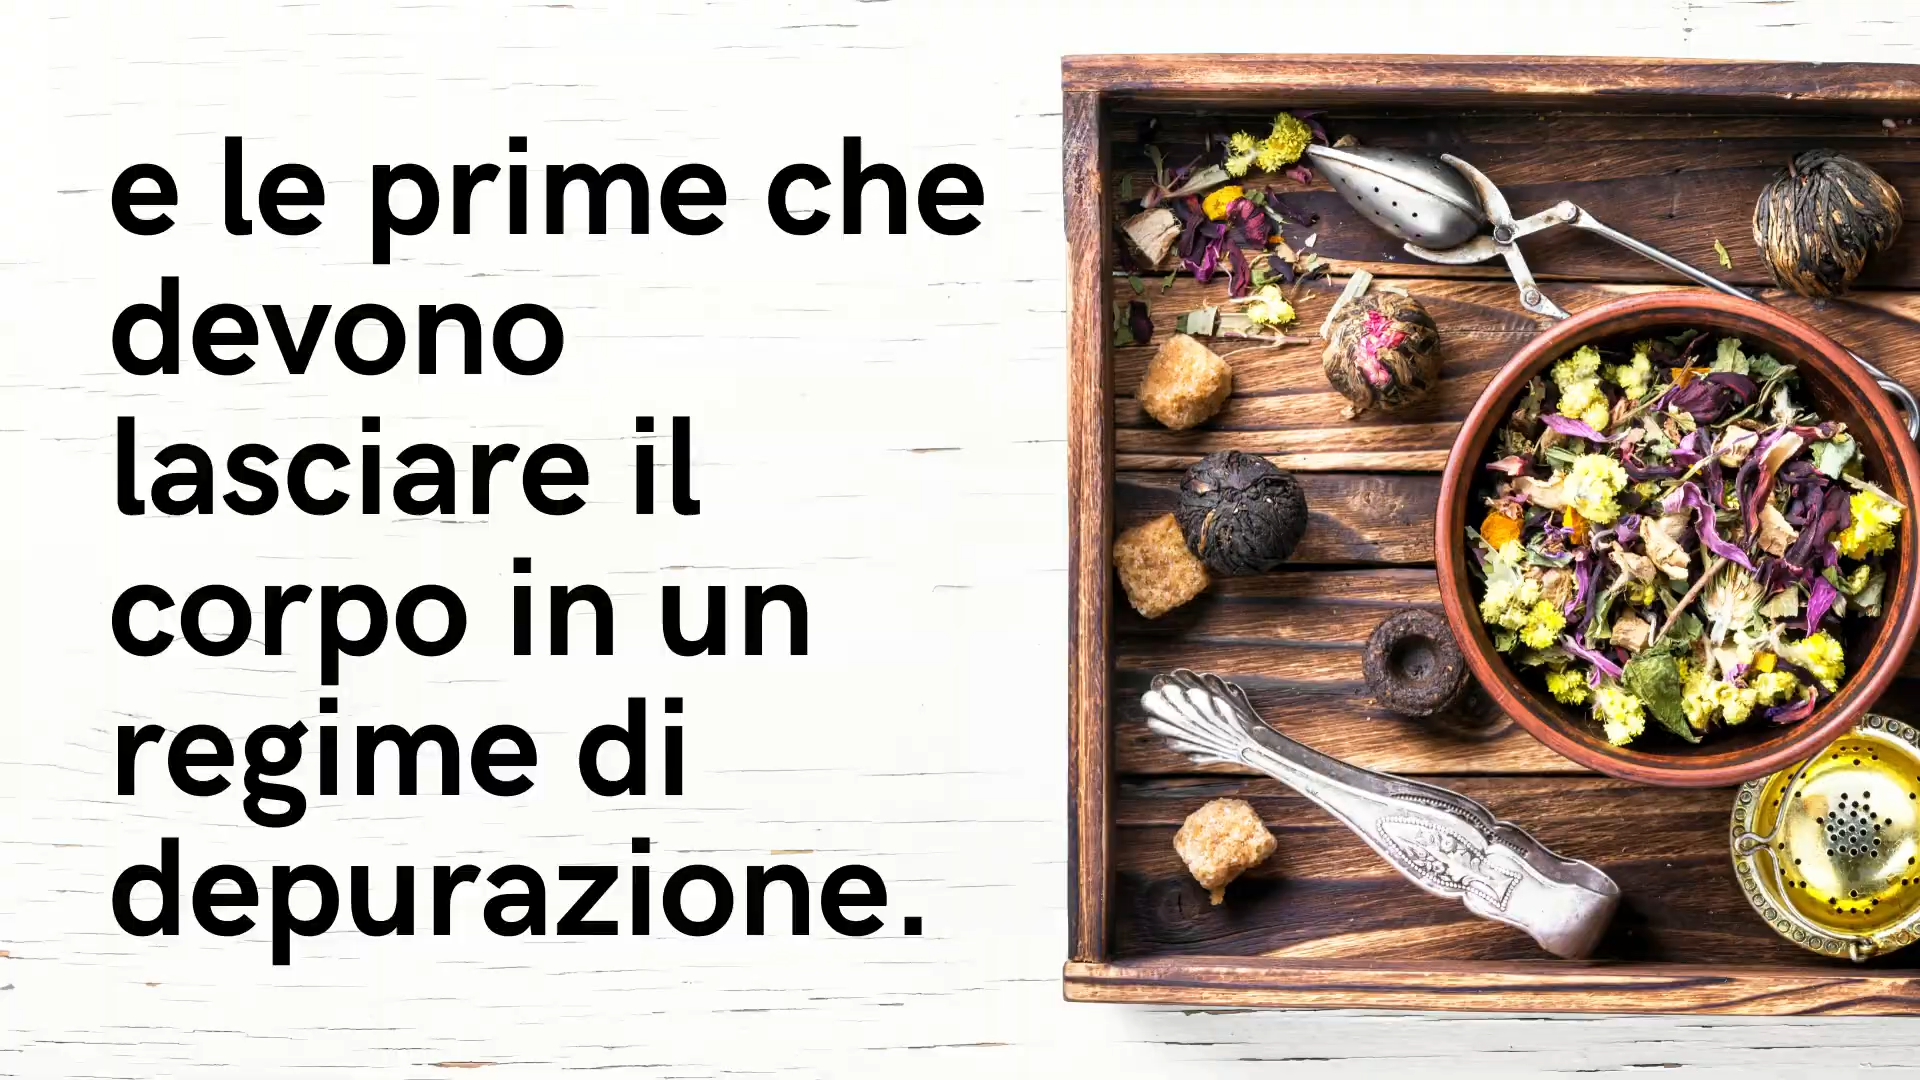 e le prime che
devono
lasciare il
corpo in un
regime di
depurazione.